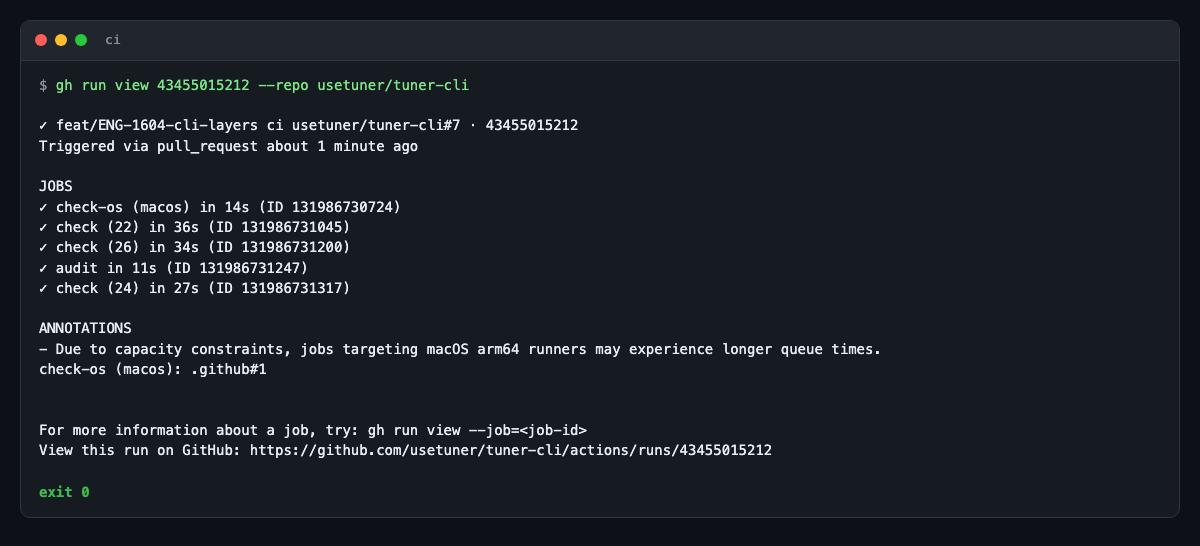 ci
$ gh run view 43455015212 --repo usetuner/tuner-cli
✓ feat/ENG-1604-cli-layers ci usetuner/tuner-cli#7 · 43455015212
Triggered via pull_request about 1 minute ago
JOBS
✓ check-os (macos) in 14s (ID 131986730724)
✓ check (22) in 36s (ID 131986731045)
✓ check (26) in 34s (ID 131986731200)
✓ audit in 11s (ID 131986731247)
✓ check (24) in 27s (ID 131986731317)
ANNOTATIONS
- Due to capacity constraints, jobs targeting macOS arm64 runners may experience longer queue times.
check-os (macos): .github#1
For more information about a job, try: gh run view --job=<job-id>
View this run on GitHub: https://github.com/usetuner/tuner-cli/actions/runs/43455015212
exit 0